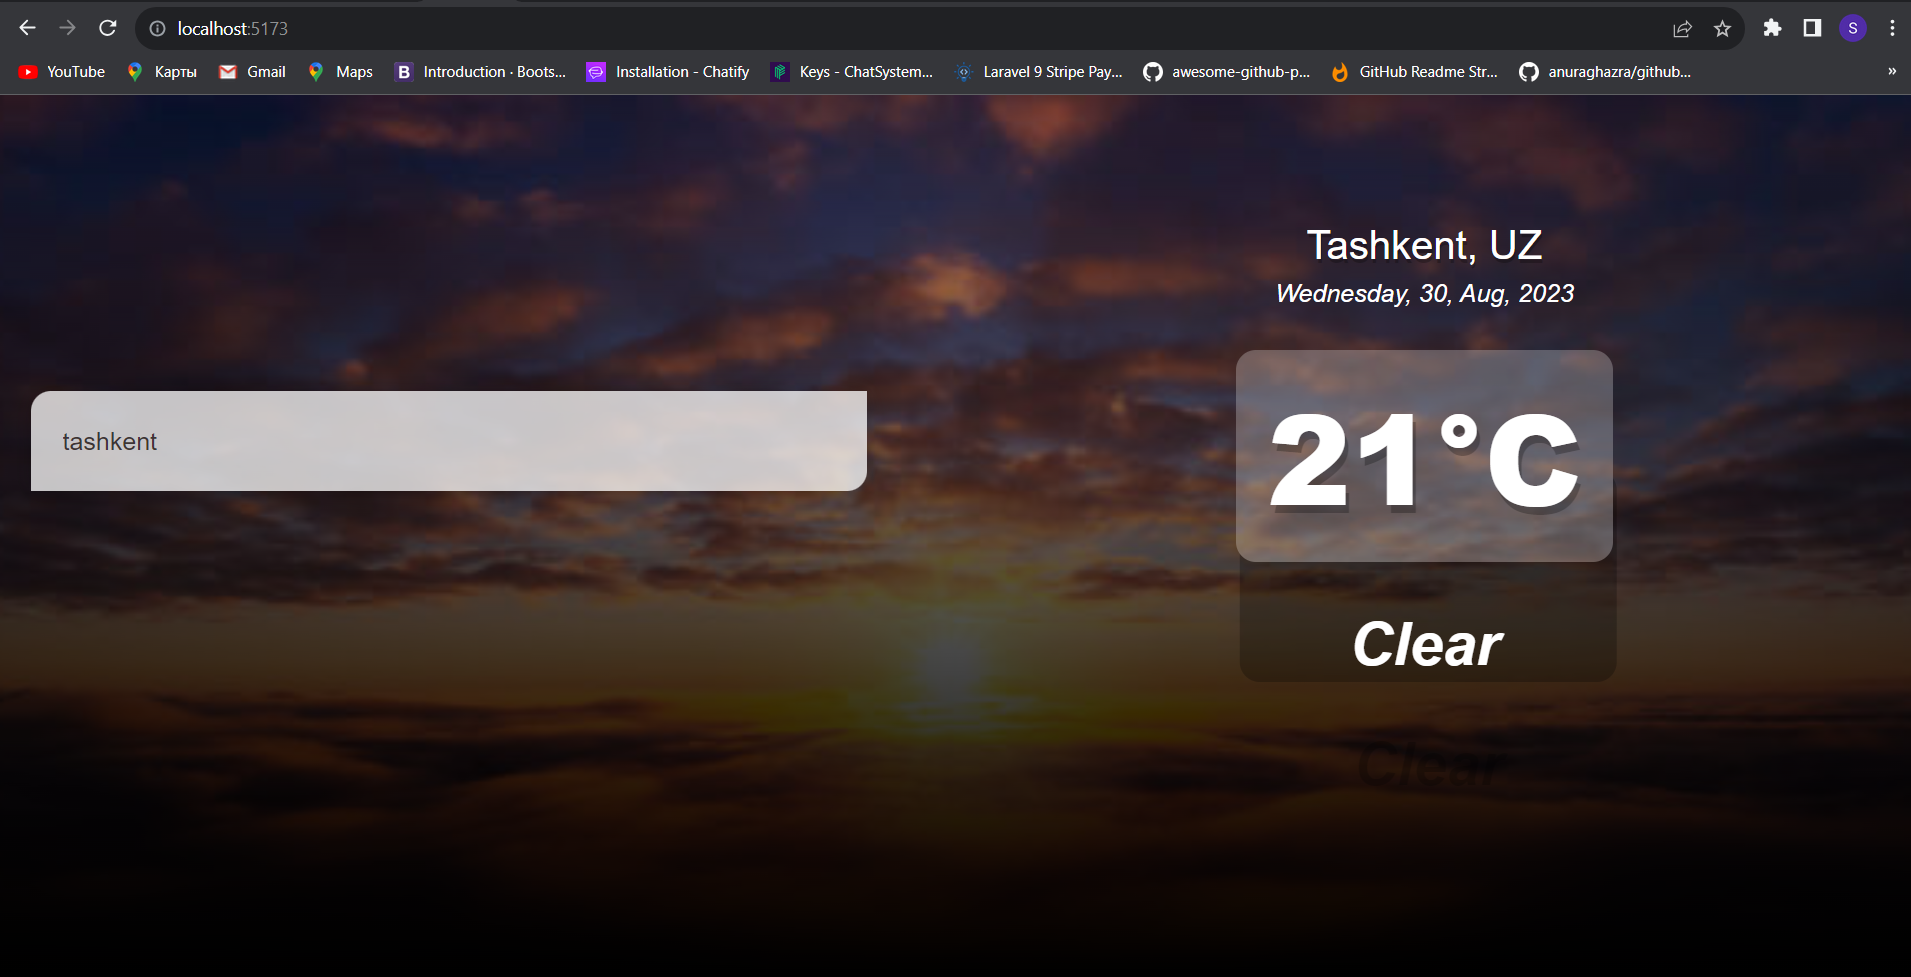 localhost:5173
S
YouTube Карты Gmail Maps Introduction · Boots... Installation - Chatify Keys - ChatSystem... Laravel 9 Stripe Pay... awesome-github-p... GitHub Readme Str... anuraghazra/github... »
Tashkent, UZ
Wednesday, 30, Aug, 2023
tashkent
21°C
Clear
Clear